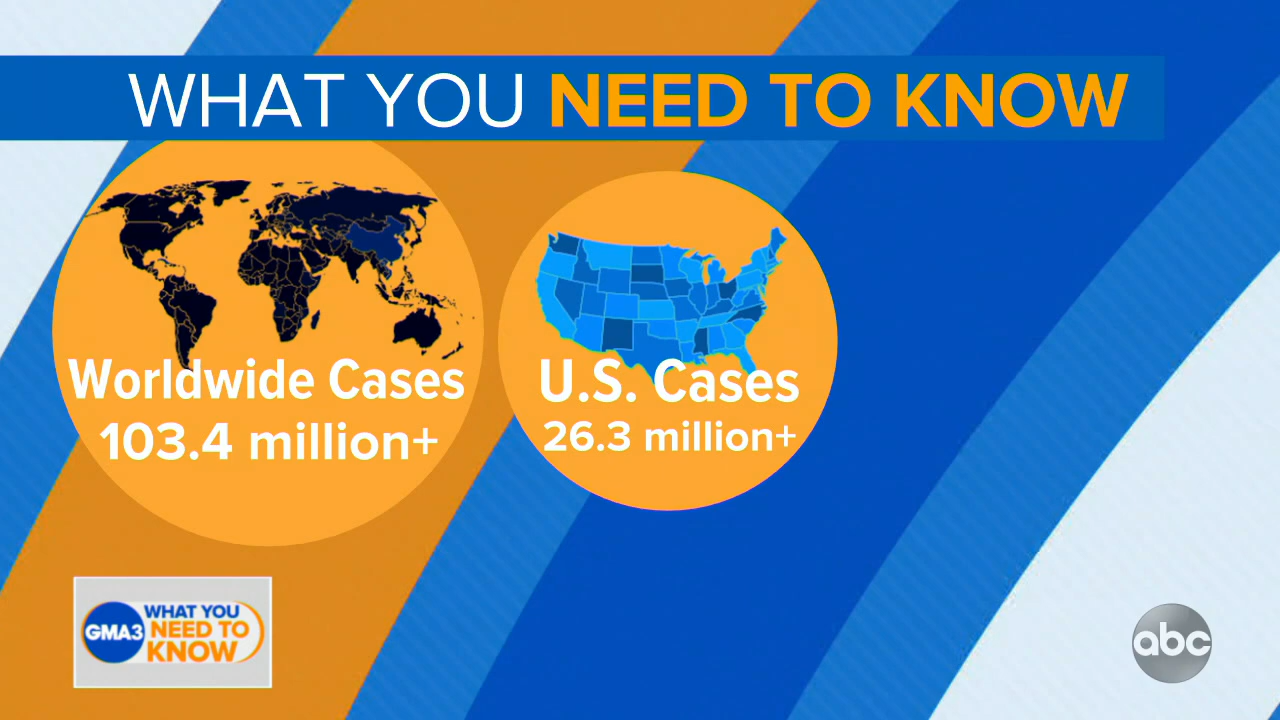 WHAT YOU NEED TO KNOW
Worldwide Cases
103.4 million+
U.S. Cases
26.3 million+
GMA3
WHAT YOU
NEED TO
KNOW
abc